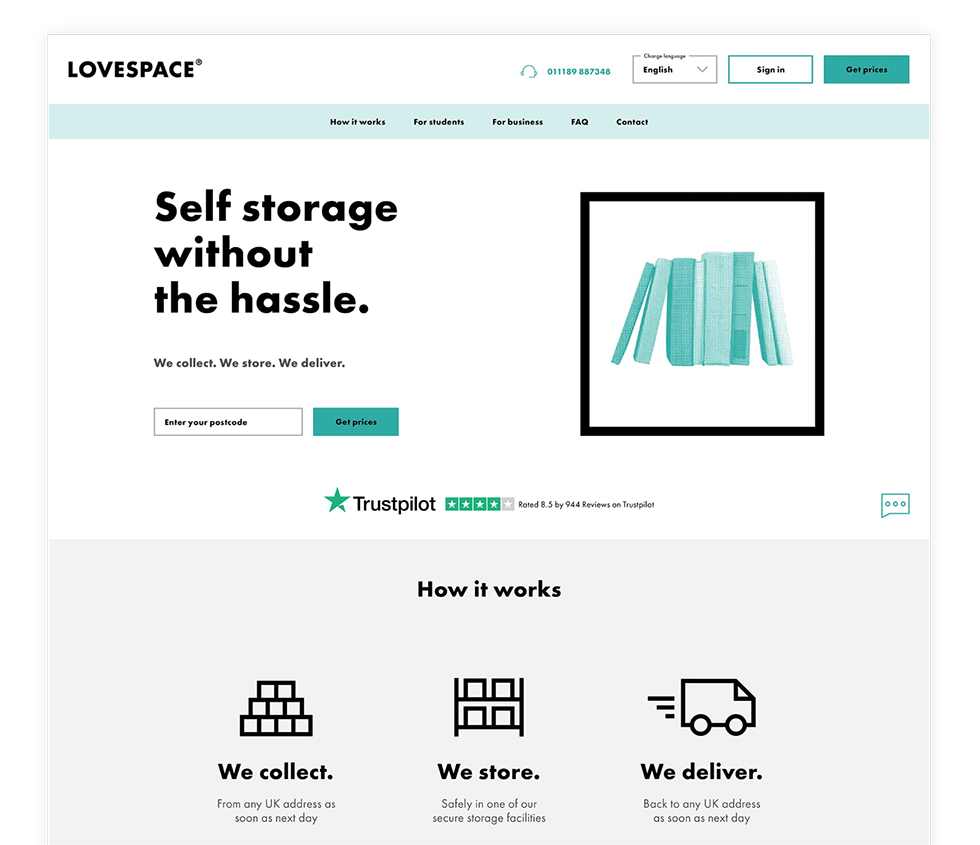 LOVESPACE®
011189 887348
Change language
English
Sign in
Get prices
How it works
For students
For business
FAQ
Contact
Self storage
without
the hassle.
We collect. We store. We deliver.
Enter your postcode
Get prices
Trustpilot
Rated 8.5 by 944 Reviews on Trustpilot
How it works
We collect.
From any UK address as
soon as next day
We store.
Safely in one of our
secure storage facilities
We deliver.
Back to any UK address
as soon as next day